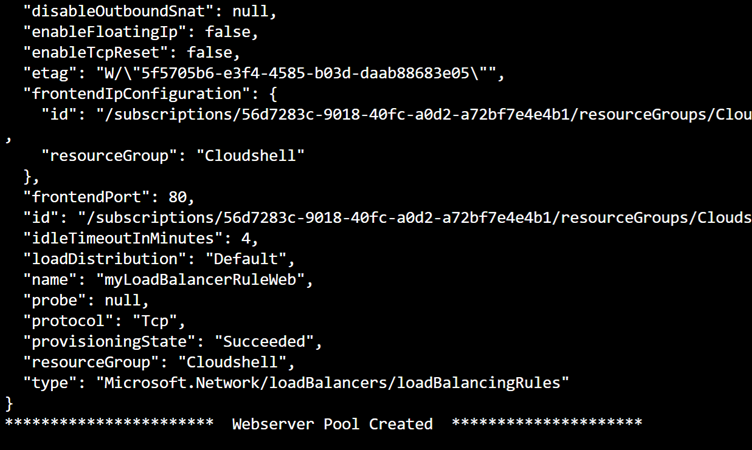 "disableOutboundSnat": null,
"enableFloatingIp": false,
"enableTcpReset": false,
"etag": "W/\"5f5705b6-e3f4-4585-b03d-daab88683e05\"",
"frontendIpConfiguration": {
"id": "/subscriptions/56d7283c-9018-40fc-a0d2-a72bf7e4e4b1/resourceGroups/Clou
,
"resourceGroup": "Cloudshell"
},
"frontendPort": 80,
"id": "/subscriptions/56d7283c-9018-40fc-a0d2-a72bf7e4e4b1/resourceGroups/Clouds
"idleTimeoutInMinutes": 4,
"loadDistribution": "Default",
"name": "myLoadBalancerRuleWeb",
"probe": null,
"protocol": "Tcp",
"provisioningState": "Succeeded",
"resourceGroup": "Cloudshell",
"type": "Microsoft.Network/loadBalancers/loadBalancingRules"
}
***********************  Webserver Pool Created  *********************